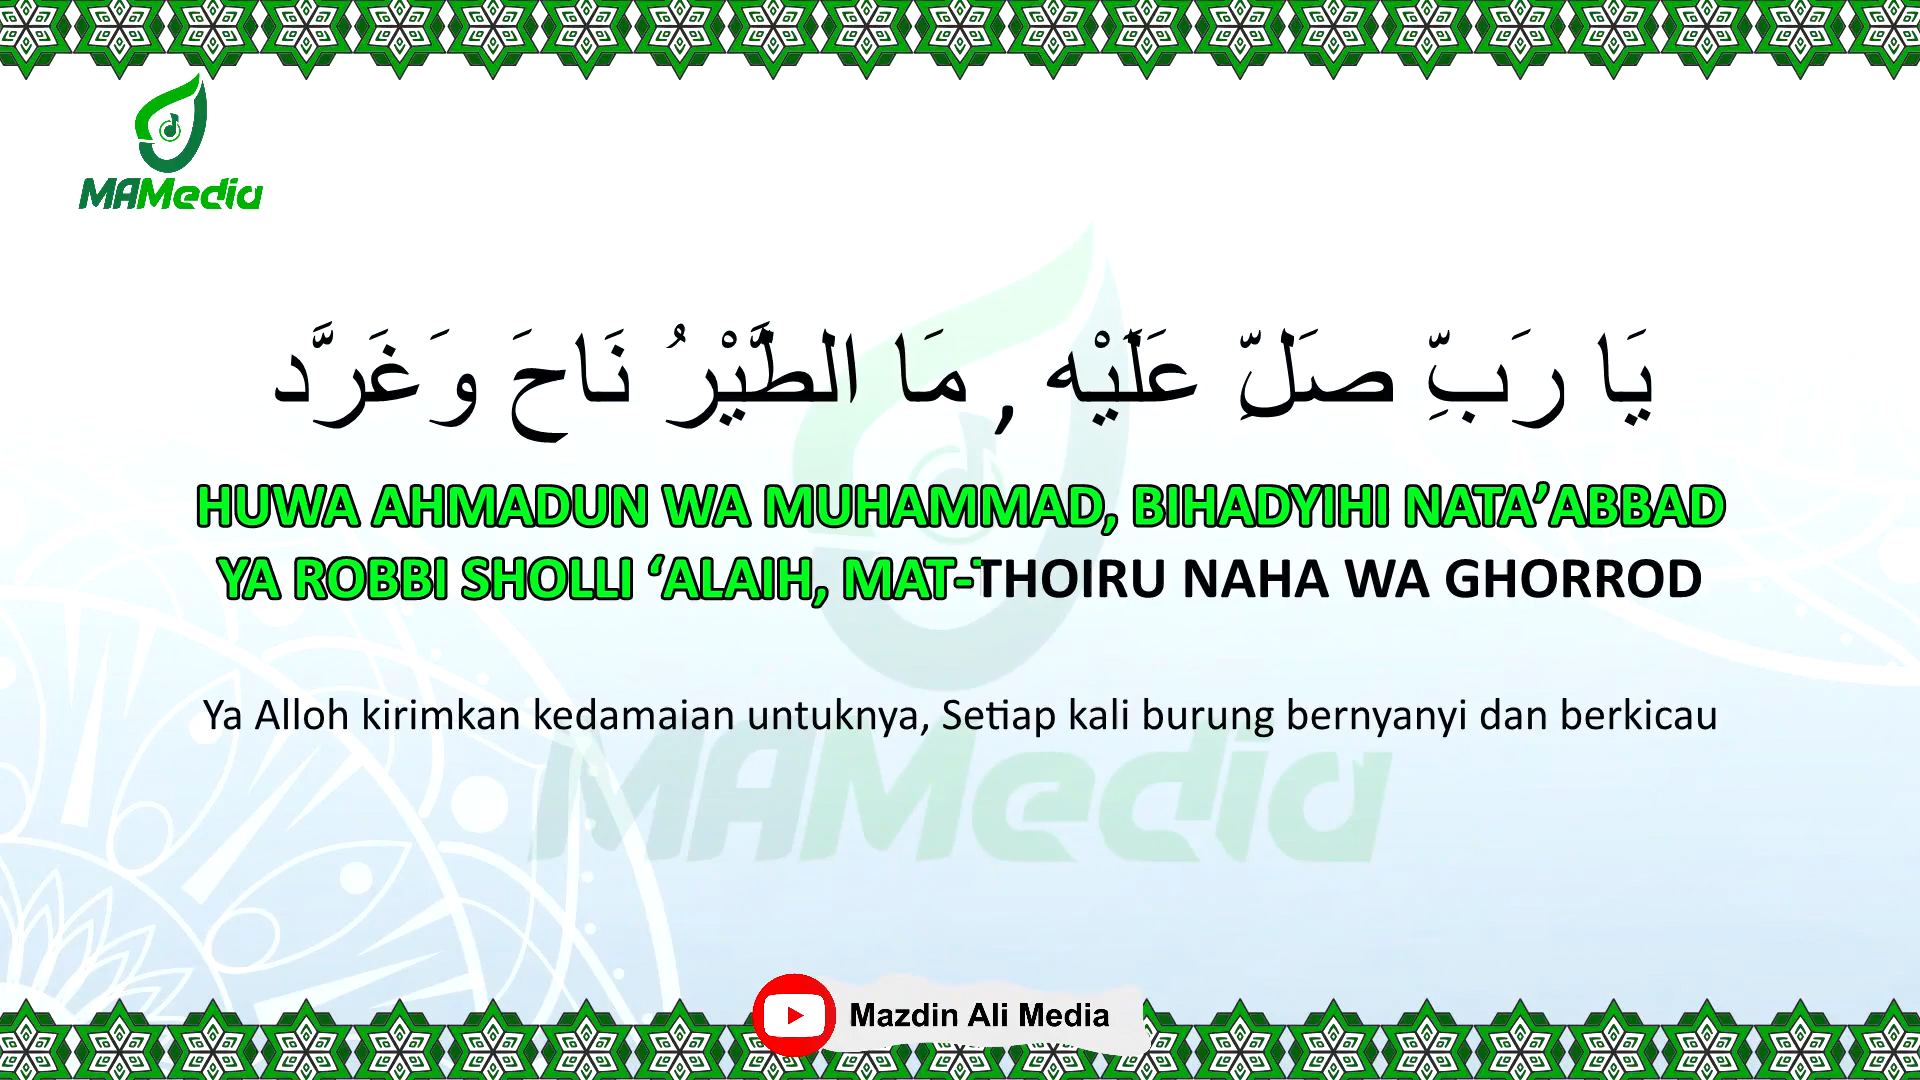 MAMedia
يَا رَبِّ صَلِّ عَلَيْه , مَا الطَّيْرُ نَاحَ وَغَرَّد
HUWA AHMADUN WA MUHAMMAD, BIHADYIHI NATA’ABBAD
YA ROBBI SHOLLI ‘ALAIH, MAT-THOIRU NAHA WA GHORROD
Ya Alloh kirimkan kedamaian untuknya, Setiap kali burung bernyanyi dan berkicau
MAMedia
Mazdin Ali Media